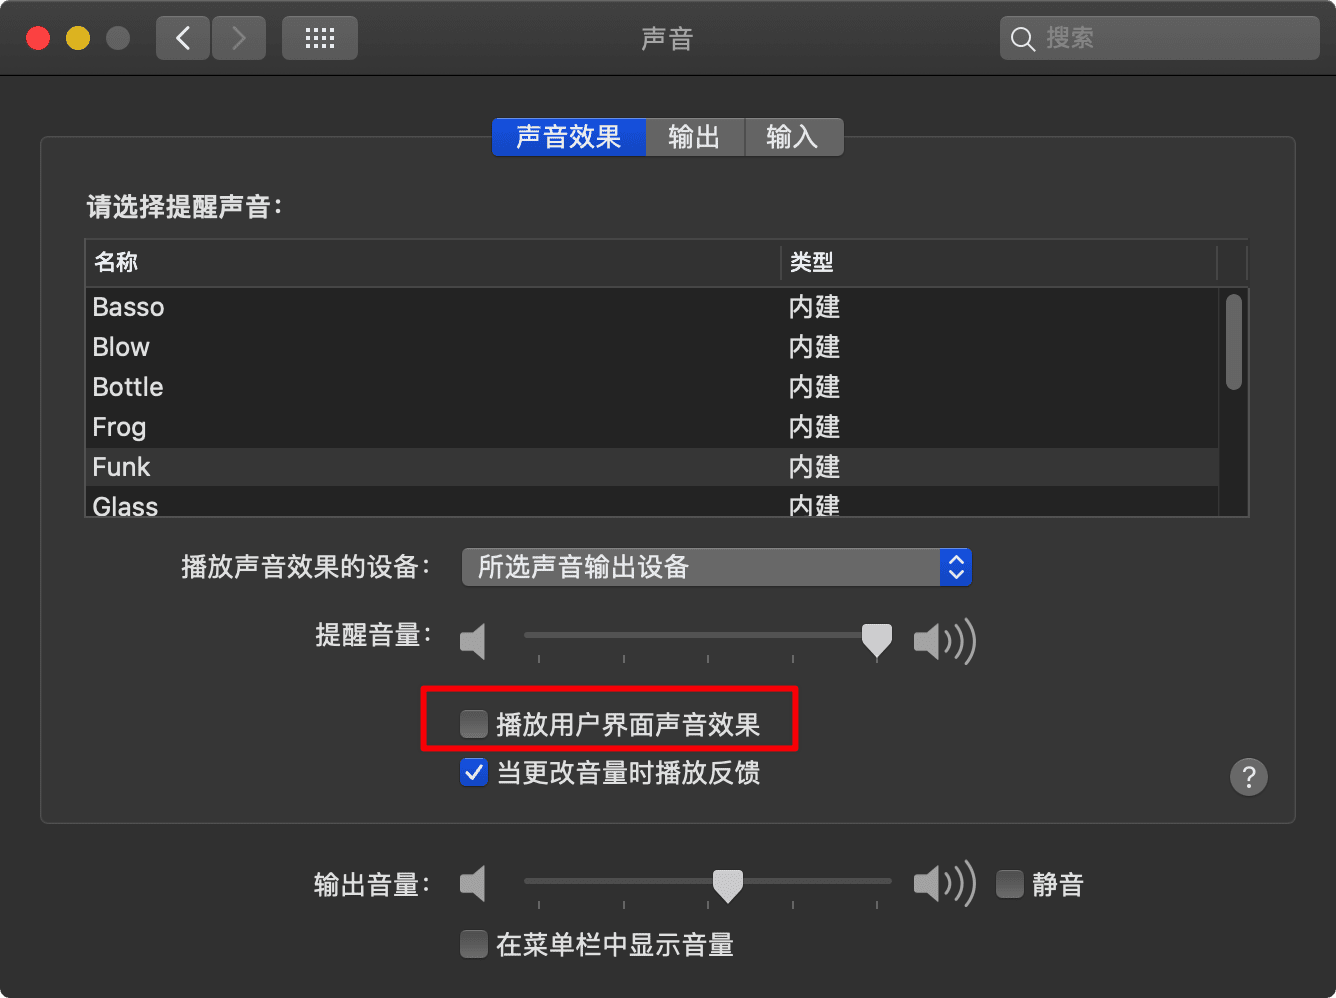 声音
搜索
声音效果 输出 输入
请选择提醒声音：
名称 类型
Basso 内建
Blow 内建
Bottle 内建
Frog 内建
Funk 内建
Glass 内建
播放声音效果的设备： 所选声音输出设备
提醒音量：
播放用户界面声音效果
当更改音量时播放反馈
?
输出音量： 静音
在菜单栏中显示音量